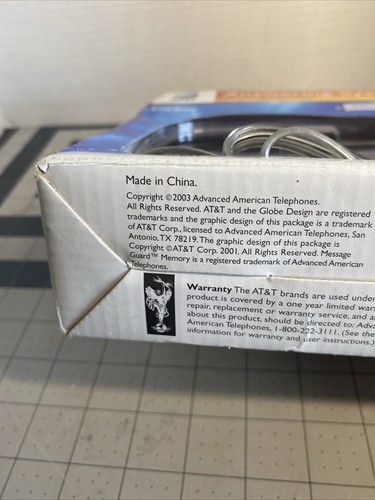 Made in China.
Copyright ©2003 Advanced American Telephones.
All Rights Reserved. AT&T and the Globe Design are registered
trademarks and the graphic design of this package is a trademark
of AT&T Corp., licensed to Advanced American Telephones, San
Antonio, TX 78219. The graphic design of this package is
Copyright ©AT&T Corp. 2001. All Rights Reserved. Message
Guard™ Memory is a registered trademark of Advanced American
Telephones.
Warranty The AT&T brands are used under
product is covered by a one year limited warr
repair, replacement or warranty service, and a
about this product, should be directed to: Adva
American Telephones, 1-800-222-3111. (See the
information for warranty and user instructions.)